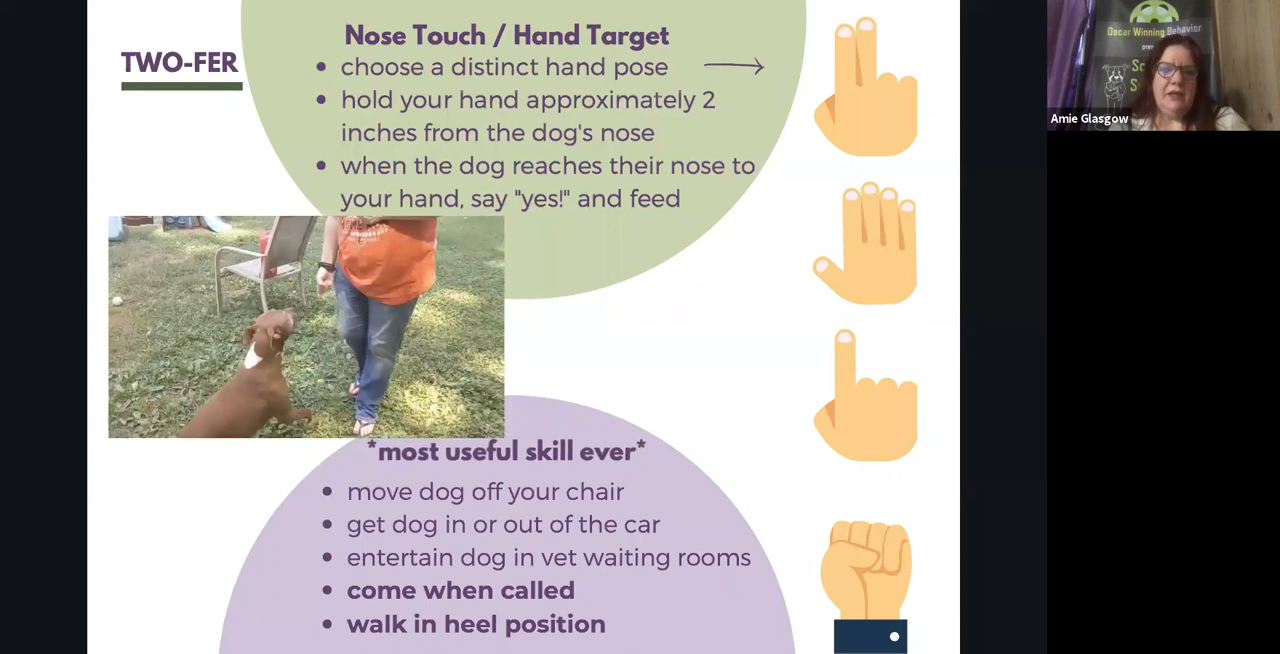 TWO-FER
Nose Touch / Hand Target
• choose a distinct hand pose
• hold your hand approximately 2
inches from the dog's nose
• when the dog reaches their nose to
your hand, say "yes!" and feed
*most useful skill ever*
• move dog off your chair
• get dog in or out of the car
• entertain dog in vet waiting rooms
• come when called
• walk in heel position
Oscar Winning Behavior
Amie Glasgow